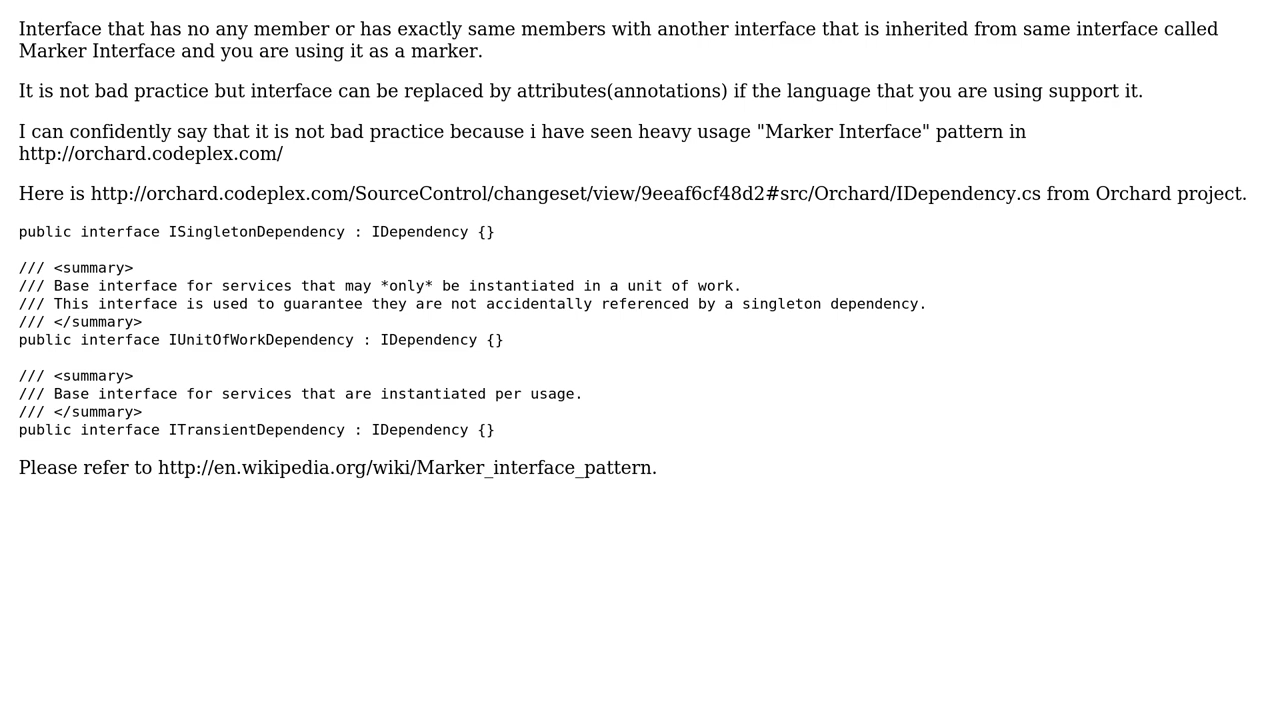 Interface that has no any member or has exactly same members with another interface that is inherited from same interface called
Marker Interface and you are using it as a marker.
It is not bad practice but interface can be replaced by attributes(annotations) if the language that you are using support it.
I can confidently say that it is not bad practice because i have seen heavy usage "Marker Interface" pattern in
http://orchard.codeplex.com/
Here is http://orchard.codeplex.com/SourceControl/changeset/view/9eeaf6cf48d2#src/Orchard/IDependency.cs from Orchard project.
public interface ISingletonDependency : IDependency {}
/// <summary>
/// Base interface for services that may *only* be instantiated in a unit of work.
/// This interface is used to guarantee they are not accidentally referenced by a singleton dependency.
/// </summary>
public interface IUnitOfWorkDependency : IDependency {}
/// <summary>
/// Base interface for services that are instantiated per usage.
/// </summary>
public interface ITransientDependency : IDependency {}
Please refer to http://en.wikipedia.org/wiki/Marker_interface_pattern.